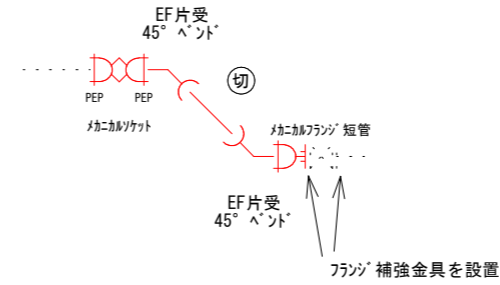 EF片受
45° ベンド
切
PEP
PEP
メカニカルソケット
メカニカルフランジ短管
EF片受
45° ベンド
フランジ補強金具を設置